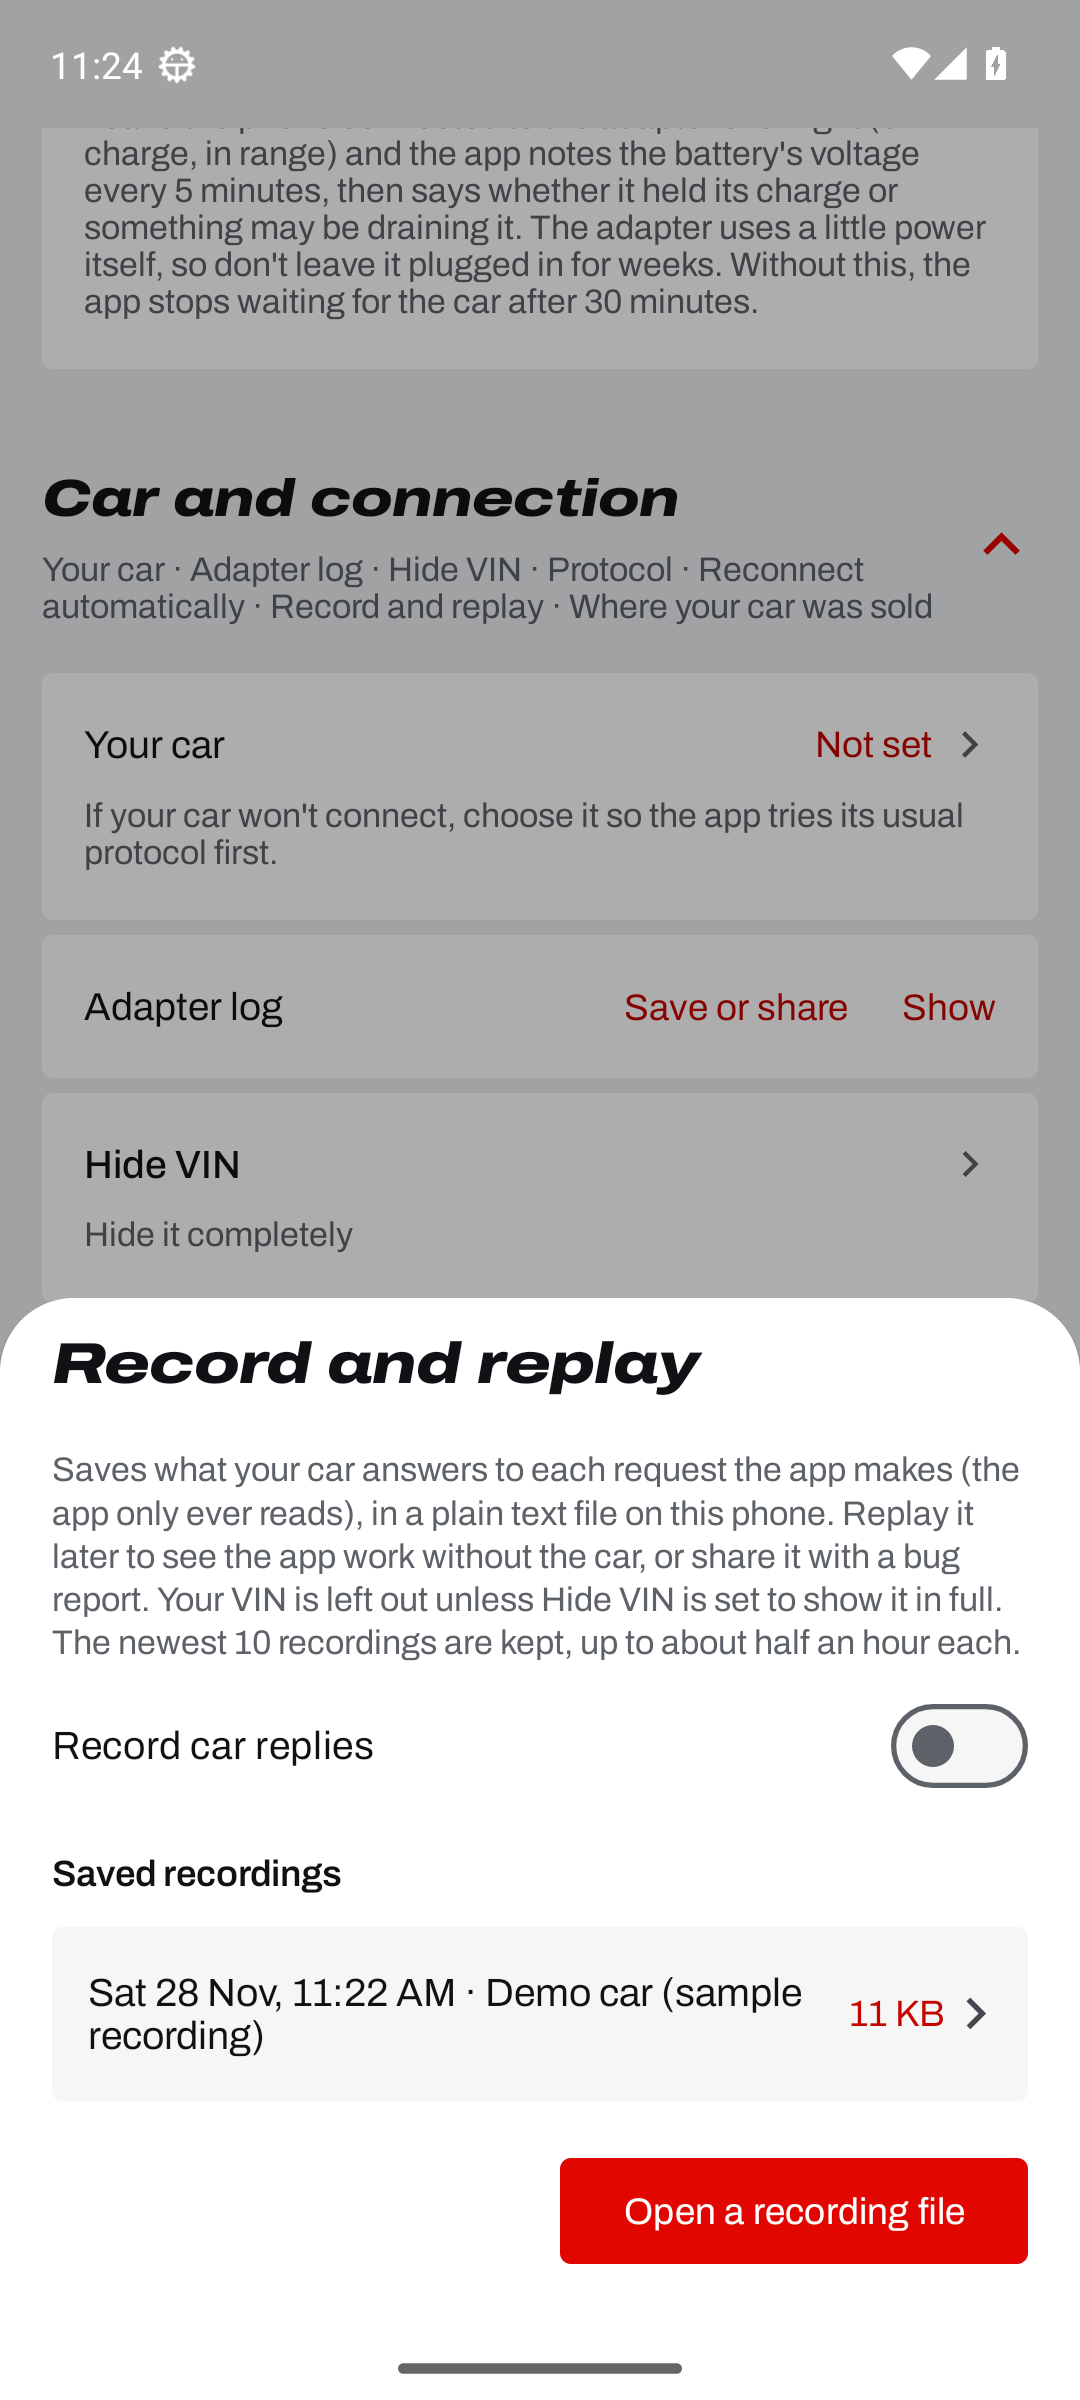 11:24
charge, in range) and the app notes the battery's voltage
every 5 minutes, then says whether it held its charge or
something may be draining it. The adapter uses a little power
itself, so don't leave it plugged in for weeks. Without this, the
app stops waiting for the car after 30 minutes.
Car and connection
Your car · Adapter log · Hide VIN · Protocol · Reconnect
automatically · Record and replay · Where your car was sold
Your car Not set
If your car won't connect, choose it so the app tries its usual
protocol first.
Adapter log Save or share Show
Hide VIN
Hide it completely
Record and replay
Saves what your car answers to each request the app makes (the
app only ever reads), in a plain text file on this phone. Replay it
later to see the app work without the car, or share it with a bug
report. Your VIN is left out unless Hide VIN is set to show it in full.
The newest 10 recordings are kept, up to about half an hour each.
Record car replies
Saved recordings
Sat 28 Nov, 11:22 AM · Demo car (sample
recording) 11 KB
Open a recording file